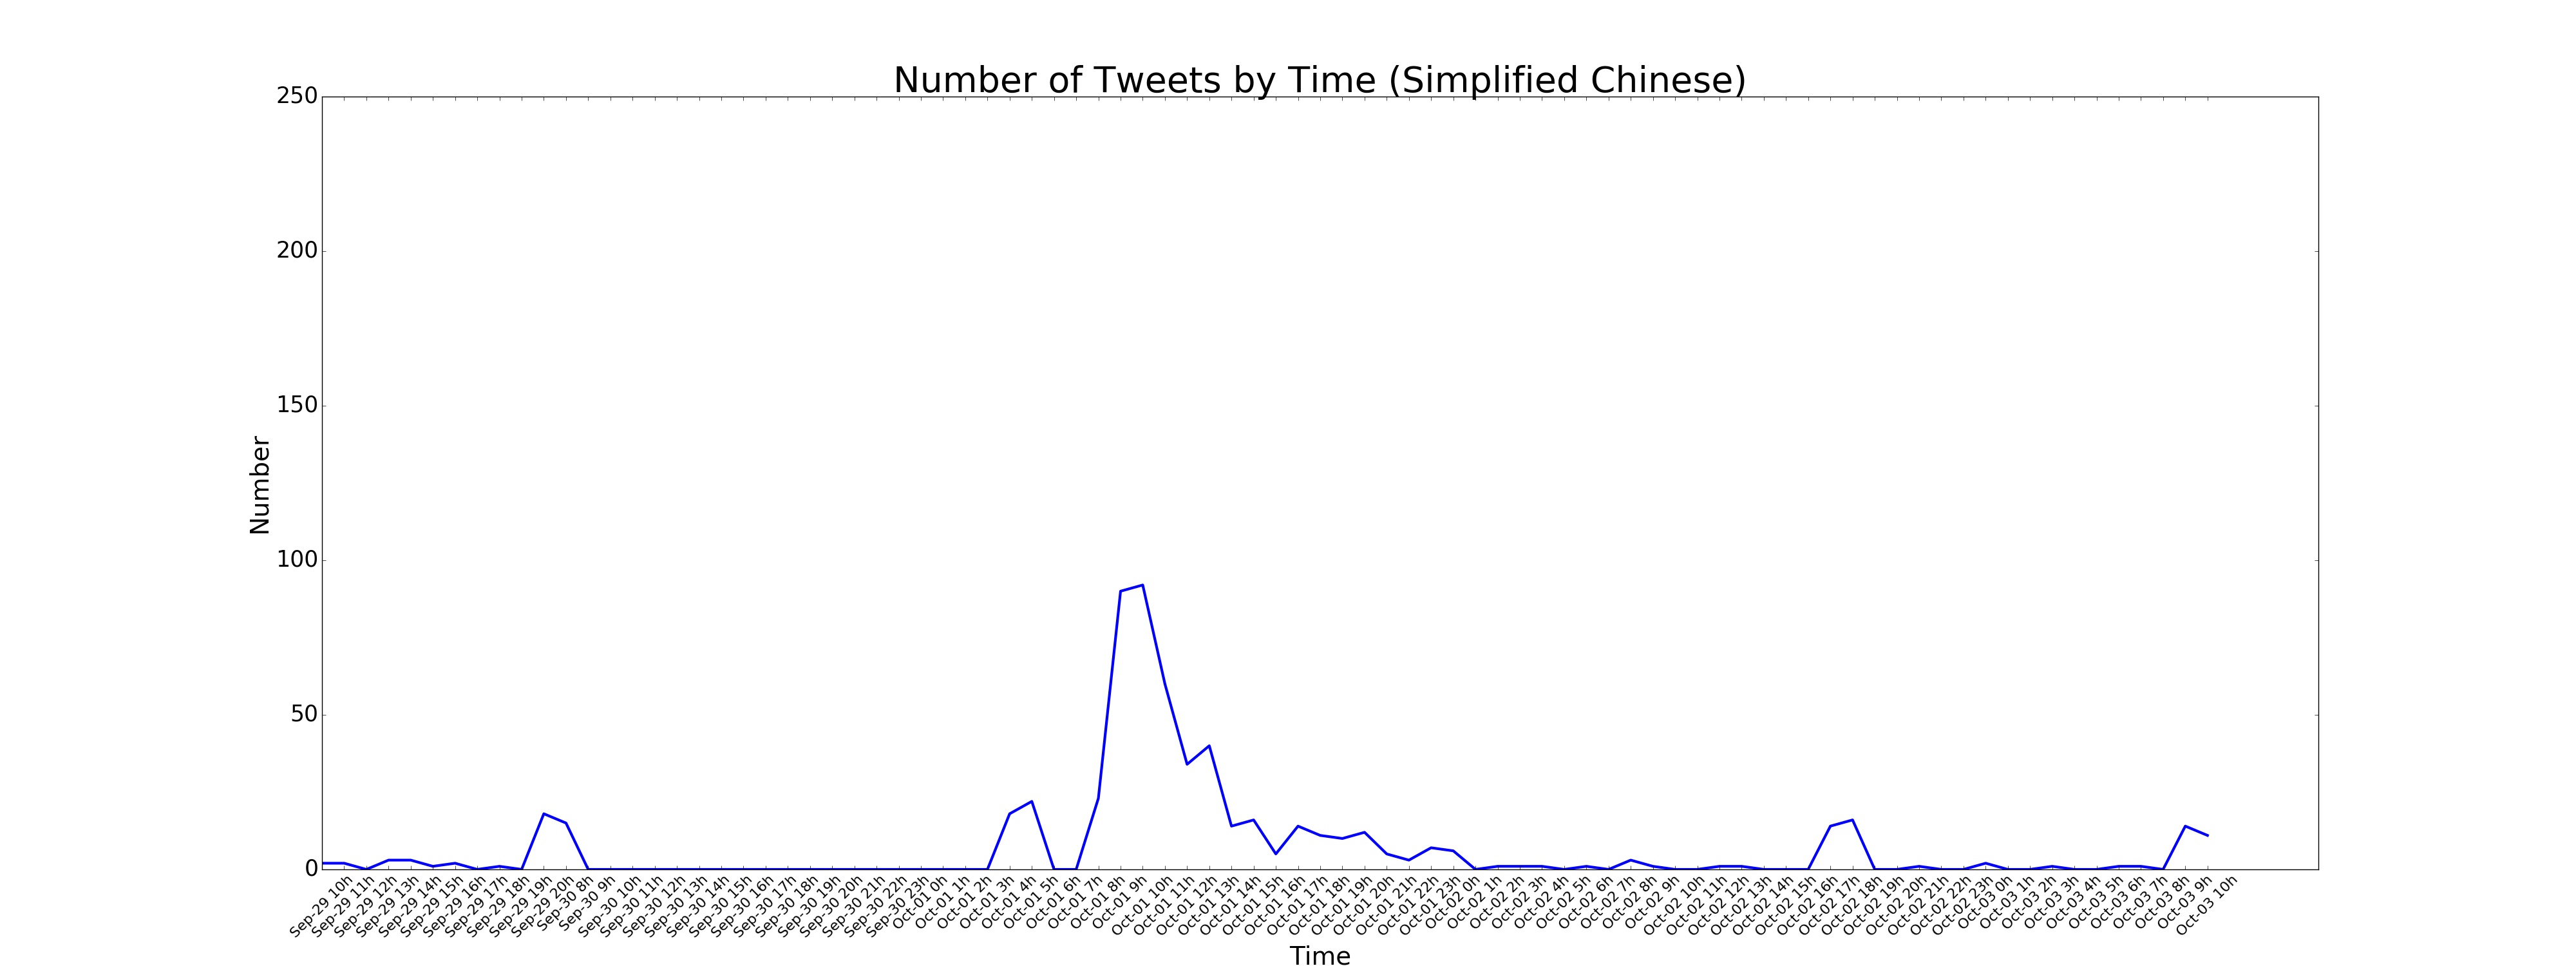 Number of Tweets by Time (Simplified Chinese)
250
200
150
100
50
0
Number
Sep-29 10h
Sep-29 11h
Sep-29 12h
Sep-29 13h
Sep-29 14h
Sep-29 15h
Sep-29 16h
Sep-29 17h
Sep-29 18h
Sep-29 19h
Sep-29 20h
Sep-30 8h
Sep-30 9h
Sep-30 10h
Sep-30 11h
Sep-30 12h
Sep-30 13h
Sep-30 14h
Sep-30 15h
Sep-30 16h
Sep-30 17h
Sep-30 18h
Sep-30 19h
Sep-30 20h
Sep-30 21h
Sep-30 22h
Sep-30 23h
Oct-01 0h
Oct-01 1h
Oct-01 2h
Oct-01 3h
Oct-01 4h
Oct-01 5h
Oct-01 6h
Oct-01 7h
Oct-01 8h
Oct-01 9h
Oct-01 10h
Oct-01 11h
Oct-01 12h
Oct-01 13h
Oct-01 14h
Oct-01 15h
Oct-01 16h
Oct-01 17h
Oct-01 18h
Oct-01 19h
Oct-01 20h
Oct-01 21h
Oct-01 22h
Oct-01 23h
Oct-02 0h
Oct-02 1h
Oct-02 2h
Oct-02 3h
Oct-02 4h
Oct-02 5h
Oct-02 6h
Oct-02 7h
Oct-02 8h
Oct-02 9h
Oct-02 10h
Oct-02 11h
Oct-02 12h
Oct-02 13h
Oct-02 14h
Oct-02 15h
Oct-02 16h
Oct-02 17h
Oct-02 18h
Oct-02 19h
Oct-02 20h
Oct-02 21h
Oct-02 22h
Oct-02 23h
Oct-03 0h
Oct-03 1h
Oct-03 2h
Oct-03 3h
Oct-03 4h
Oct-03 5h
Oct-03 6h
Oct-03 7h
Oct-03 8h
Oct-03 9h
Oct-03 10h
Time